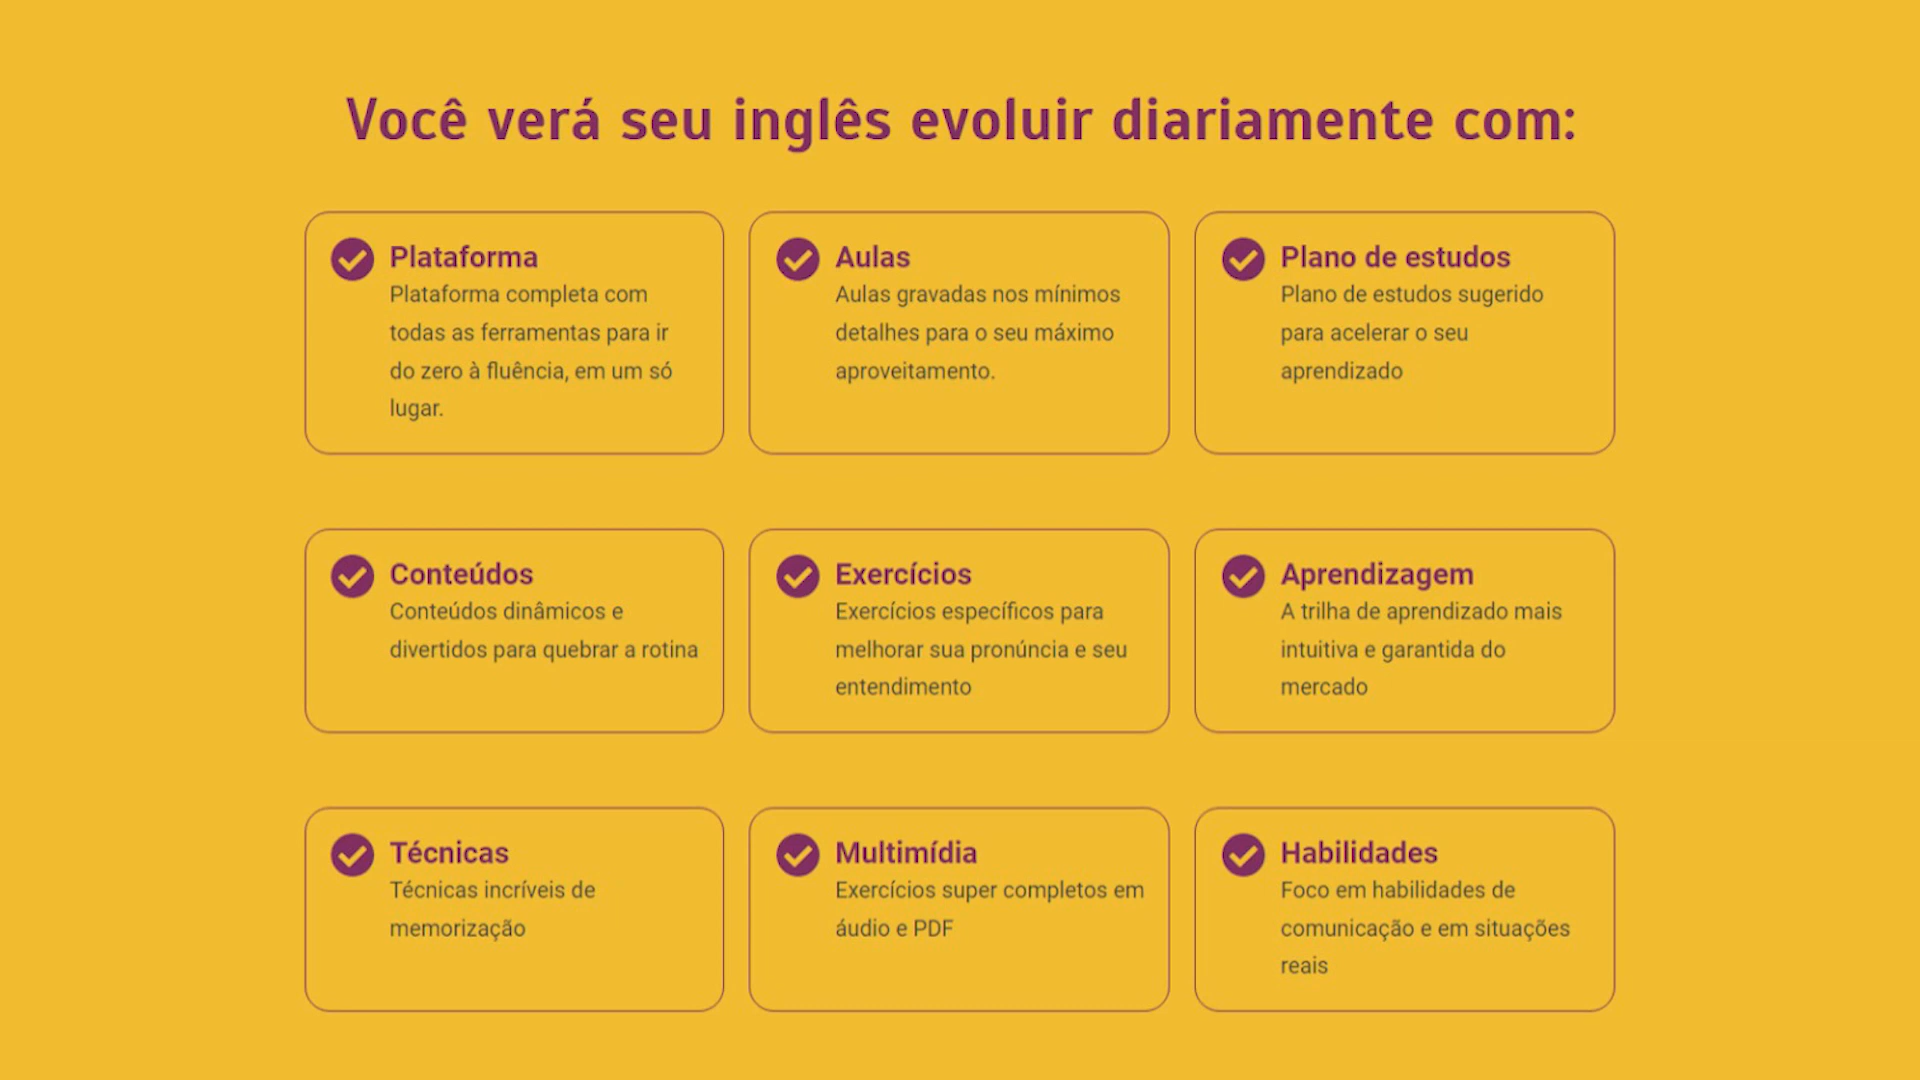 Você verá seu inglês evoluir diariamente com:
Plataforma
Plataforma completa com
todas as ferramentas para ir
do zero à fluência, em um só
lugar.
Aulas
Aulas gravadas nos mínimos
detalhes para o seu máximo
aproveitamento.
Plano de estudos
Plano de estudos sugerido
para acelerar o seu
aprendizado
Conteúdos
Conteúdos dinâmicos e
divertidos para quebrar a rotina
Exercícios
Exercícios específicos para
melhorar sua pronúncia e seu
entendimento
Aprendizagem
A trilha de aprendizado mais
intuitiva e garantida do
mercado
Técnicas
Técnicas incríveis de
memorização
Multimídia
Exercícios super completos em
áudio e PDF
Habilidades
Foco em habilidades de
comunicação e em situações
reais